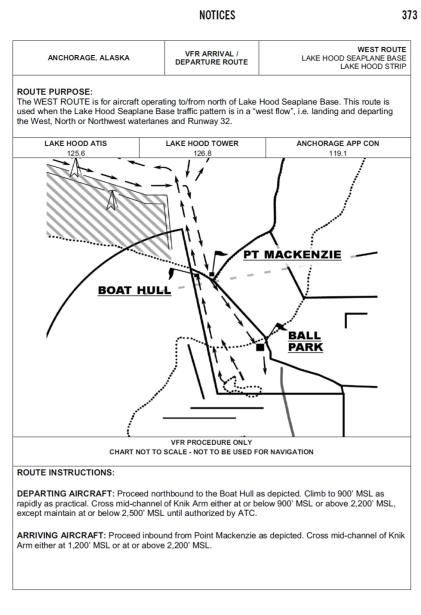 NOTICES
373
ANCHORAGE, ALASKA
VFR ARRIVAL /
DEPARTURE ROUTE
WEST ROUTE
LAKE HOOD SEAPLANE BASE
LAKE HOOD STRIP
ROUTE PURPOSE:
The WEST ROUTE is for aircraft operating to/from north of Lake Hood Seaplane Base. This route is
used when the Lake Hood Seaplane Base traffic pattern is in a "west flow", i.e. landing and departing
the West, North or Northwest waterlanes and Runway 32.
LAKE HOOD ATIS
125.6
LAKE HOOD TOWER
126.8
ANCHORAGE APP CON
119.1
PT MACKENZIE
BOAT HULL
BALL
PARK
VFR PROCEDURE ONLY
CHART NOT TO SCALE - NOT TO BE USED FOR NAVIGATION
ROUTE INSTRUCTIONS:
DEPARTING AIRCRAFT: Proceed northbound to the Boat Hull as depicted. Climb to 900' MSL as
rapidly as practical. Cross mid-channel of Knik Arm either at or below 900' MSL or above 2,200' MSL,
except maintain at or below 2,500' MSL until authorized by ATC.
ARRIVING AIRCRAFT: Proceed inbound from Point Mackenzie as depicted. Cross mid-channel of Knik
Arm either at 1,200' MSL or at or above 2,200' MSL.